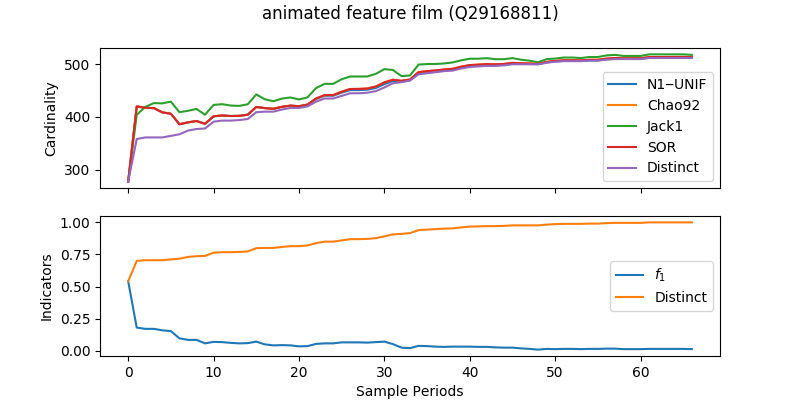 animated feature film (Q29168811)
Cardinality
500
400
300
N1‒UNIF
Chao92
Jack1
SOR
Distinct
Indicators
1.00
0.75
0.50
0.25
0.00
f₁
Distinct
0 10 20 30 40 50 60
Sample Periods